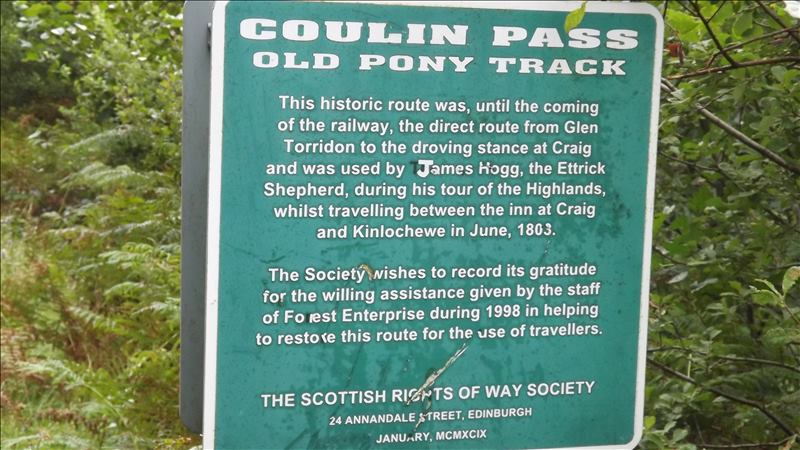 COULIN PASS
OLD PONY TRACK
This historic route was, until the coming
of the railway, the direct route from Glen
Torridon to the droving stance at Craig
and was used by James Hogg, the Ettrick
Shepherd, during his tour of the Highlands,
whilst travelling between the inn at Craig
and Kinlochewe in June, 1803.
The Society wishes to record its gratitude
for the willing assistance given by the staff
of Forest Enterprise during 1998 in helping
to restore this route for the use of travellers.
THE SCOTTISH RIGHTS OF WAY SOCIETY
24 ANNANDALE STREET, EDINBURGH
JANUARY, MCMXCIX